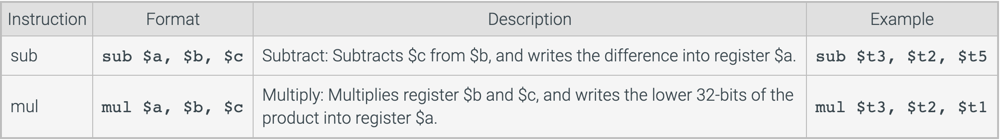 Instruction Format Description Example
sub sub $a, $b, $c Subtract: Subtracts $c from $b, and writes the difference into register $a. sub $t3, $t2, $t5
mul mul $a, $b, $c Multiply: Multiplies register $b and $c, and writes the lower 32-bits of the
product into register $a. mul $t3, $t2, $t1